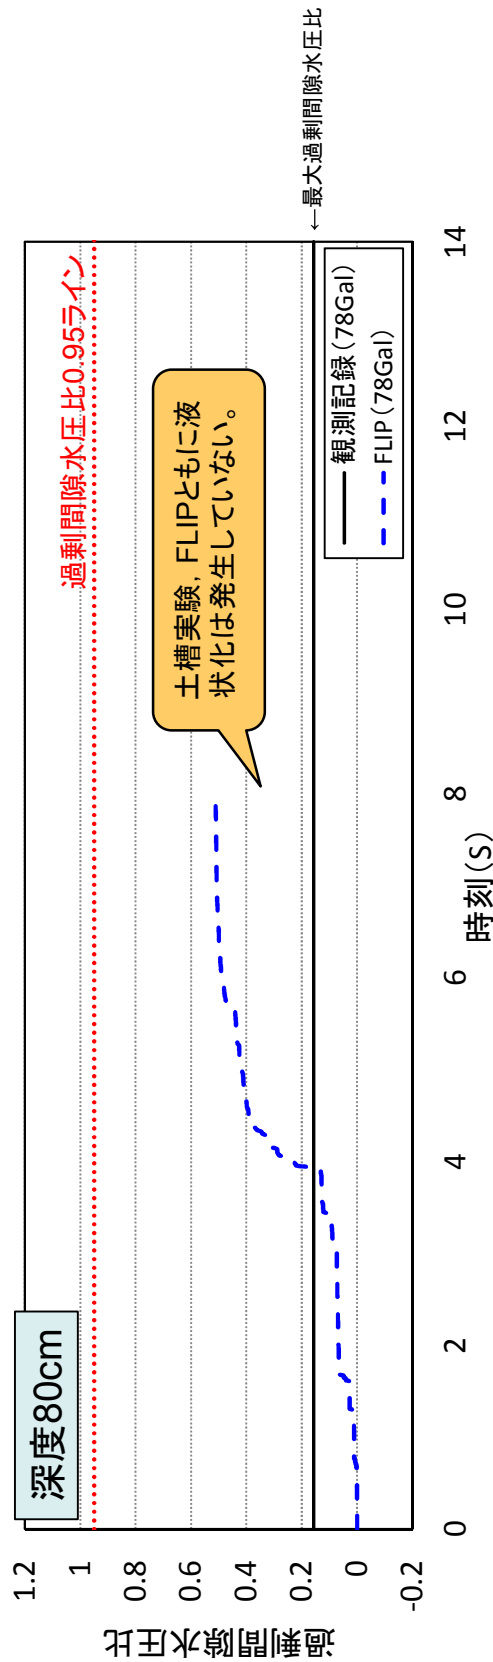 深度80cm
過剰間隙水圧比0.95ライン
土槽実験，FLIPともに液
状化は発生していない。
←最大過剰間隙水圧比
観測記録(78Gal)
FLIP(78Gal)
過剰間隙水圧比
1.2
1
0.8
0.6
0.4
0.2
0
-0.2
0
2
4
6
8
10
12
14
時刻(S)